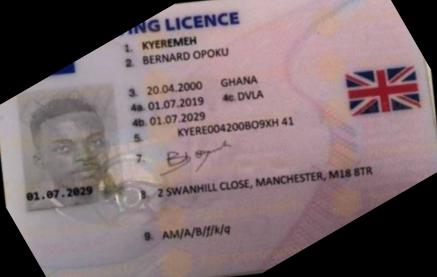 NG LICENCE
1. KYEREMEH
2. BERNARD OPOKU
3. 20.04.2000 GHANA
4a. 01.07.2019 4c. DVLA
4b. 01.07.2029
5. KYERE004200BO9XH 41
7.
01.07.2029
8. 2 SWANHILL CLOSE, MANCHESTER, M18 8TR
9. AM/A/B/f/k/q